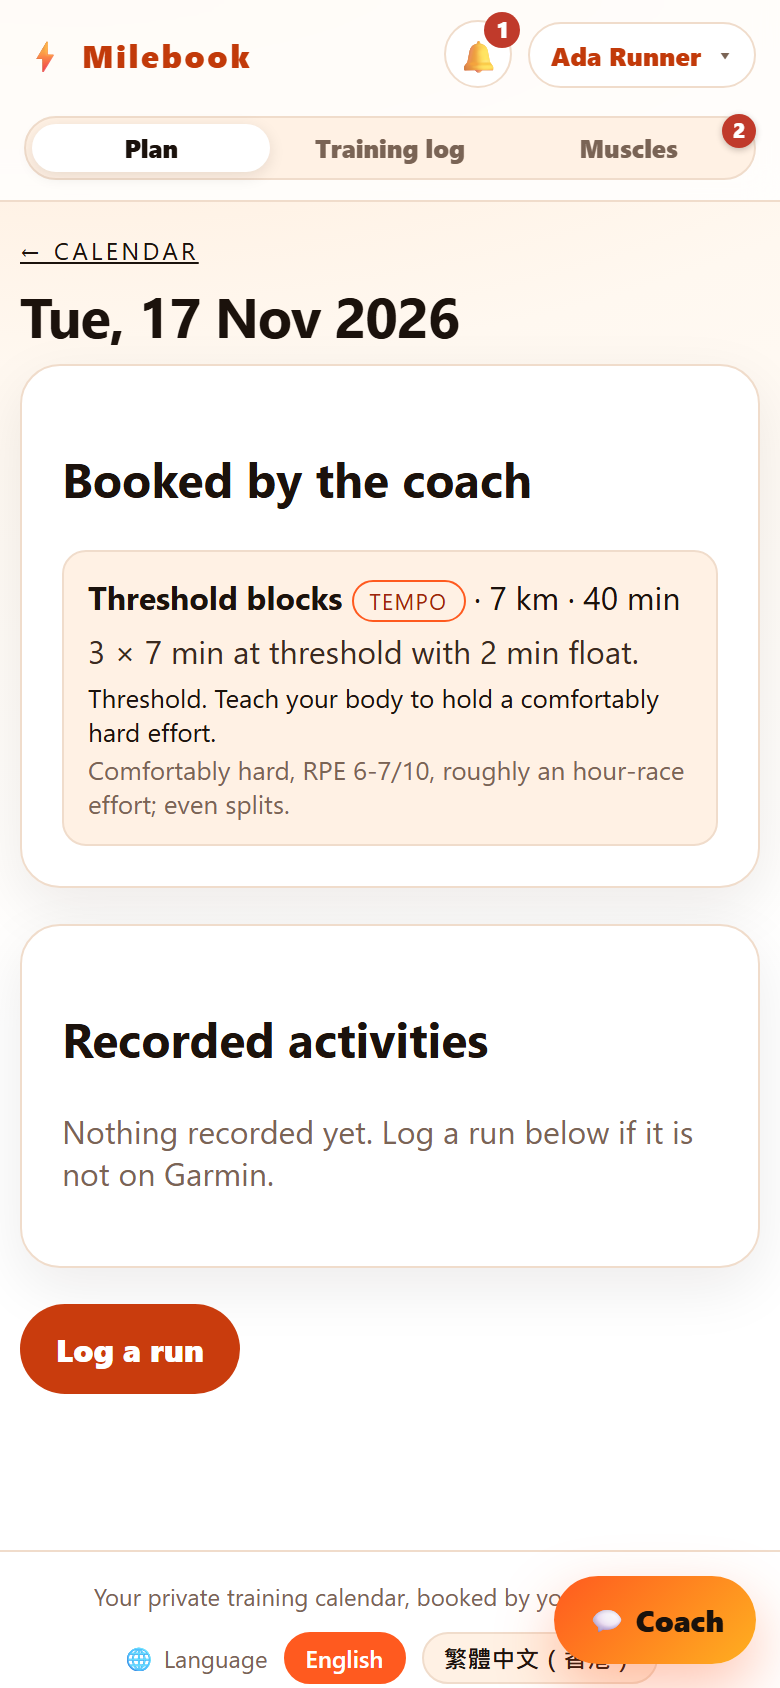 Milebook
1
Ada Runner
Plan
Training log
Muscles
2
← CALENDAR
Tue, 17 Nov 2026
Booked by the coach
Threshold blocks TEMPO · 7 km · 40 min
3 × 7 min at threshold with 2 min float.
Threshold. Teach your body to hold a comfortably
hard effort.
Comfortably hard, RPE 6-7/10, roughly an hour-race
effort; even splits.
Recorded activities
Nothing recorded yet. Log a run below if it is
not on Garmin.
Log a run
Your private training calendar, booked by
Coach
Language
English
繁體中文